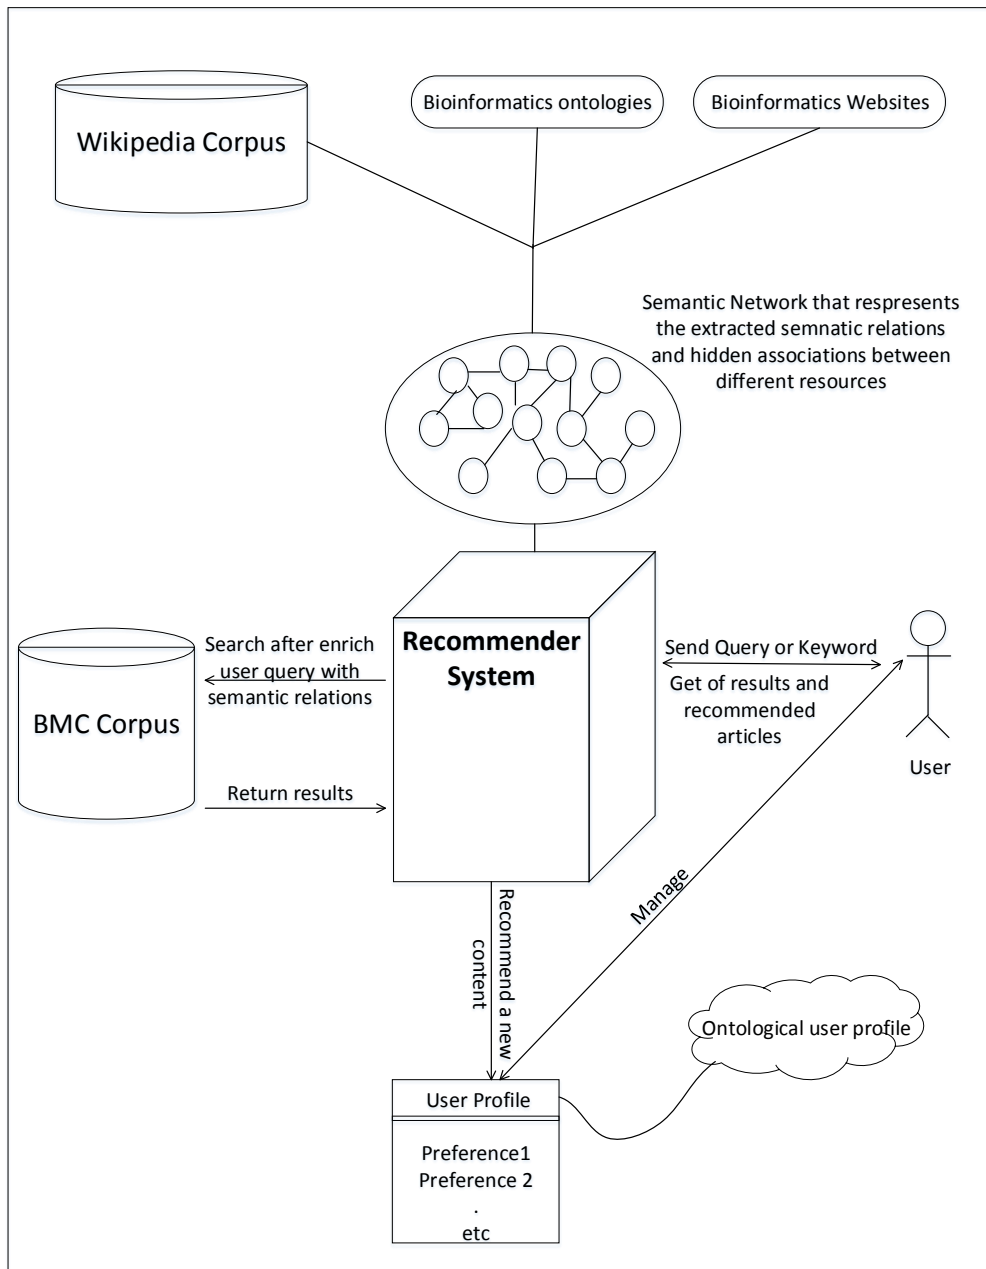 Bioinformatics ontologies
Bioinformatics Websites
Wikipedia Corpus
Semantic Network that respresents
the extracted semnatic relations
and hidden associations between
different resources
Recommender
System
Search after enrich
user query with
semantic relations
BMC Corpus
Return results
Send Query or Keyword
Get of results and
recommended
articles
User
Manage
Recommend a new
content
Ontological user profile
User Profile
Preference1
Preference 2
.
etc